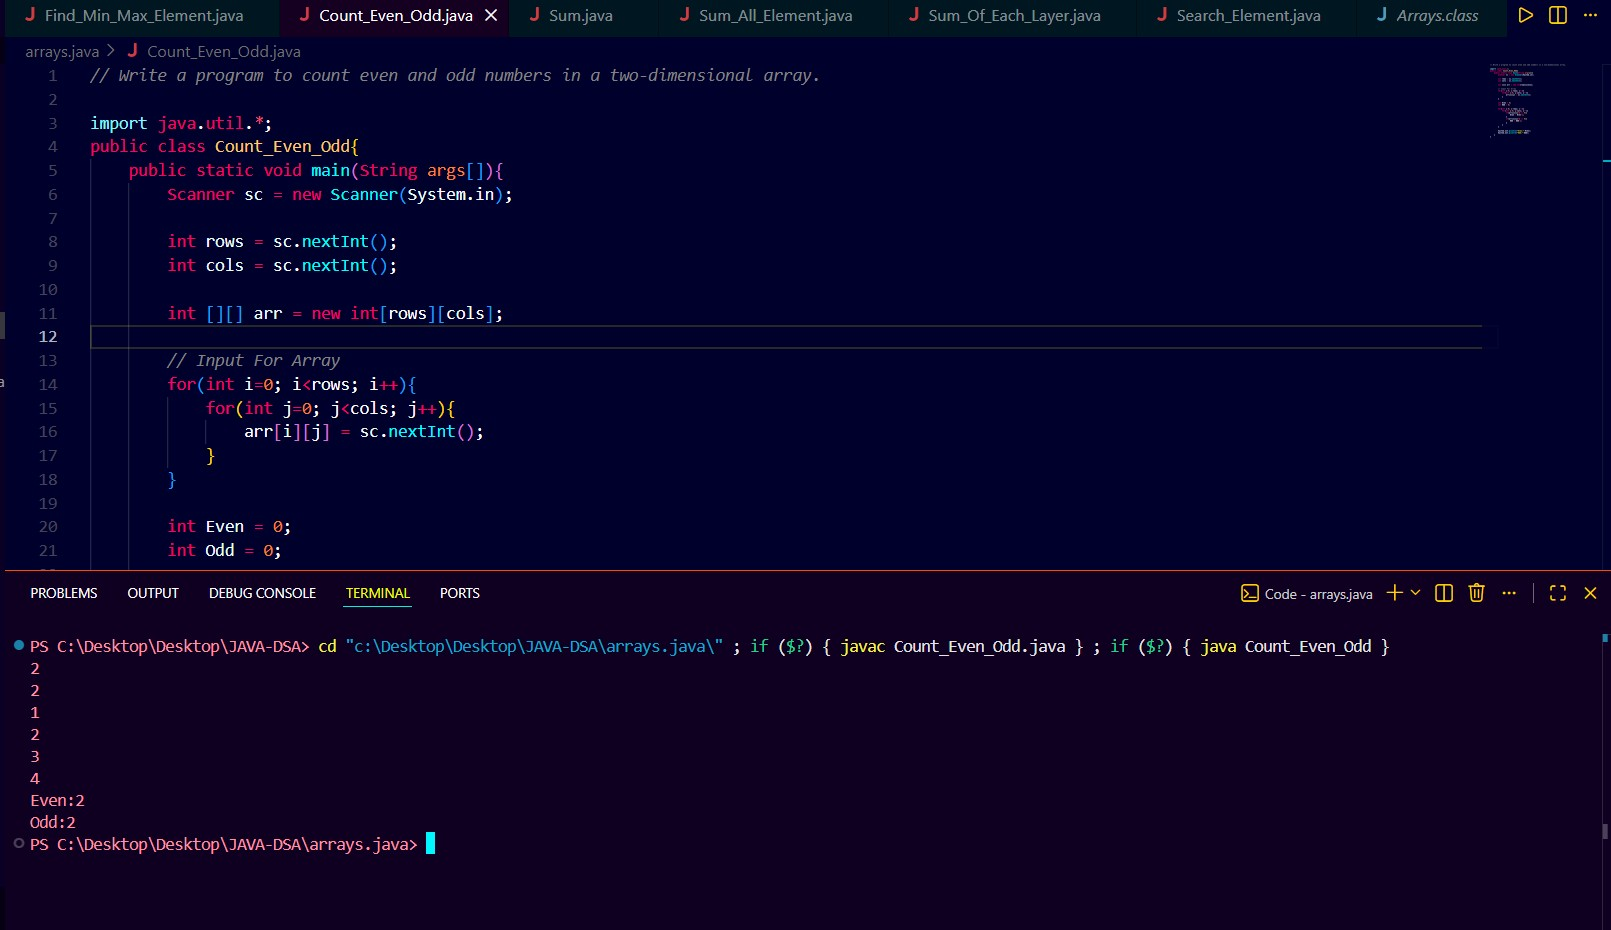 Find_Min_Max_Element.java Count_Even_Odd.java Sum.java Sum_All_Element.java Sum_Of_Each_Layer.java Search_Element.java Arrays.class
arrays.java > Count_Even_Odd.java
1 // Write a program to count even and odd numbers in a two-dimensional array.
2
3 import java.util.*;
4 public class Count_Even_Odd{
5 public static void main(String args[]){
6 Scanner sc = new Scanner(System.in);
7
8 int rows = sc.nextInt();
9 int cols = sc.nextInt();
10
11 int [][] arr = new int[rows][cols];
12
13 // Input For Array
14 for(int i=0; i<rows; i++){
15 for(int j=0; j<cols; j++){
16 arr[i][j] = sc.nextInt();
17 }
18 }
19
20 int Even = 0;
21 int Odd = 0;
PROBLEMS OUTPUT DEBUG CONSOLE TERMINAL PORTS Code - arrays.java
PS C:\Desktop\Desktop\JAVA-DSA> cd "c:\Desktop\Desktop\JAVA-DSA\arrays.java\" ; if ($?) { javac Count_Even_Odd.java } ; if ($?) { java Count_Even_Odd }
2
2
1
2
3
4
Even:2
Odd:2
PS C:\Desktop\Desktop\JAVA-DSA\arrays.java>